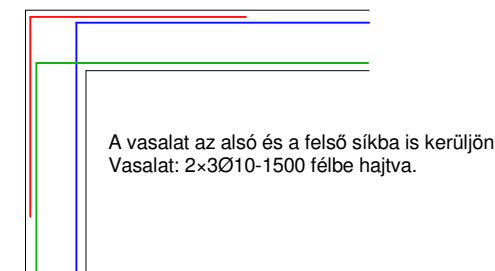 A vasalat az alsó és a felső síkba is kerüljön
Vasalat: 2×3Ø10-1500 félbe hajtva.